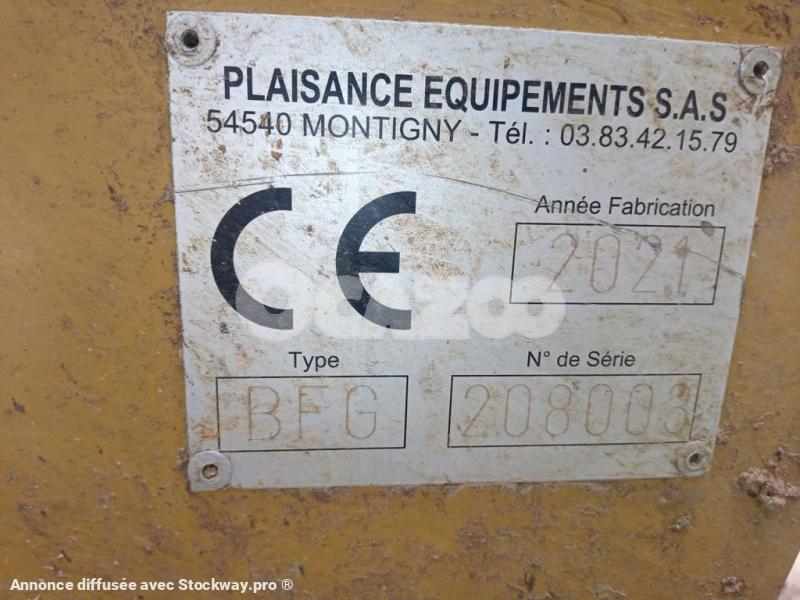 PLAISANCE EQUIPEMENTS S.A.S
54540 MONTIGNY - Tél. : 03.83.42.15.79
CE
Année Fabrication
2021
OCAZOO
Type
N° de Série
BFG
208003
Annonce diffusée avec Stockway.pro ®